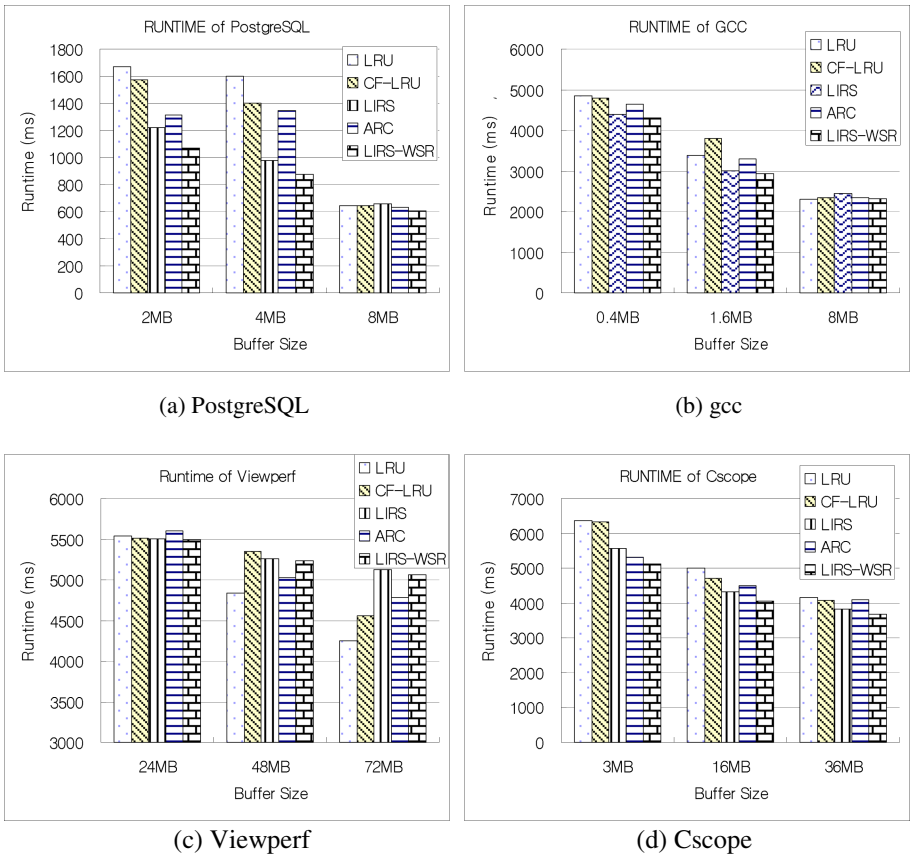 RUNTIME of PostgreSQL
1800
1600
1400
1200
1000
800
600
400
200
0
Runtime (ms)
LRU
CF-LRU
LIRS
ARC
LIRS-WSR
2MB 4MB 8MB
Buffer Size
(a) PostgreSQL
RUNTIME of GCC
6000
5000
4000
3000
2000
1000
0
Runtime (ms)
LRU
CF-LRU
LIRS
ARC
LIRS-WSR
0.4MB 1.6MB 8MB
Buffer Size
(b) gcc
Runtime of Viewperf
6000
5500
5000
4500
4000
3500
3000
Runtime (ms)
LRU
CF-LRU
LIRS
ARC
LIRS-WSR
24MB 48MB 72MB
Buffer Size
(c) Viewperf
RUNTIME of Cscope
7000
6000
5000
4000
3000
2000
1000
0
Runtime (ms)
LRU
CF-LRU
LIRS
ARC
LIRS-WSR
3MB 16MB 36MB
Buffer Size
(d) Cscope